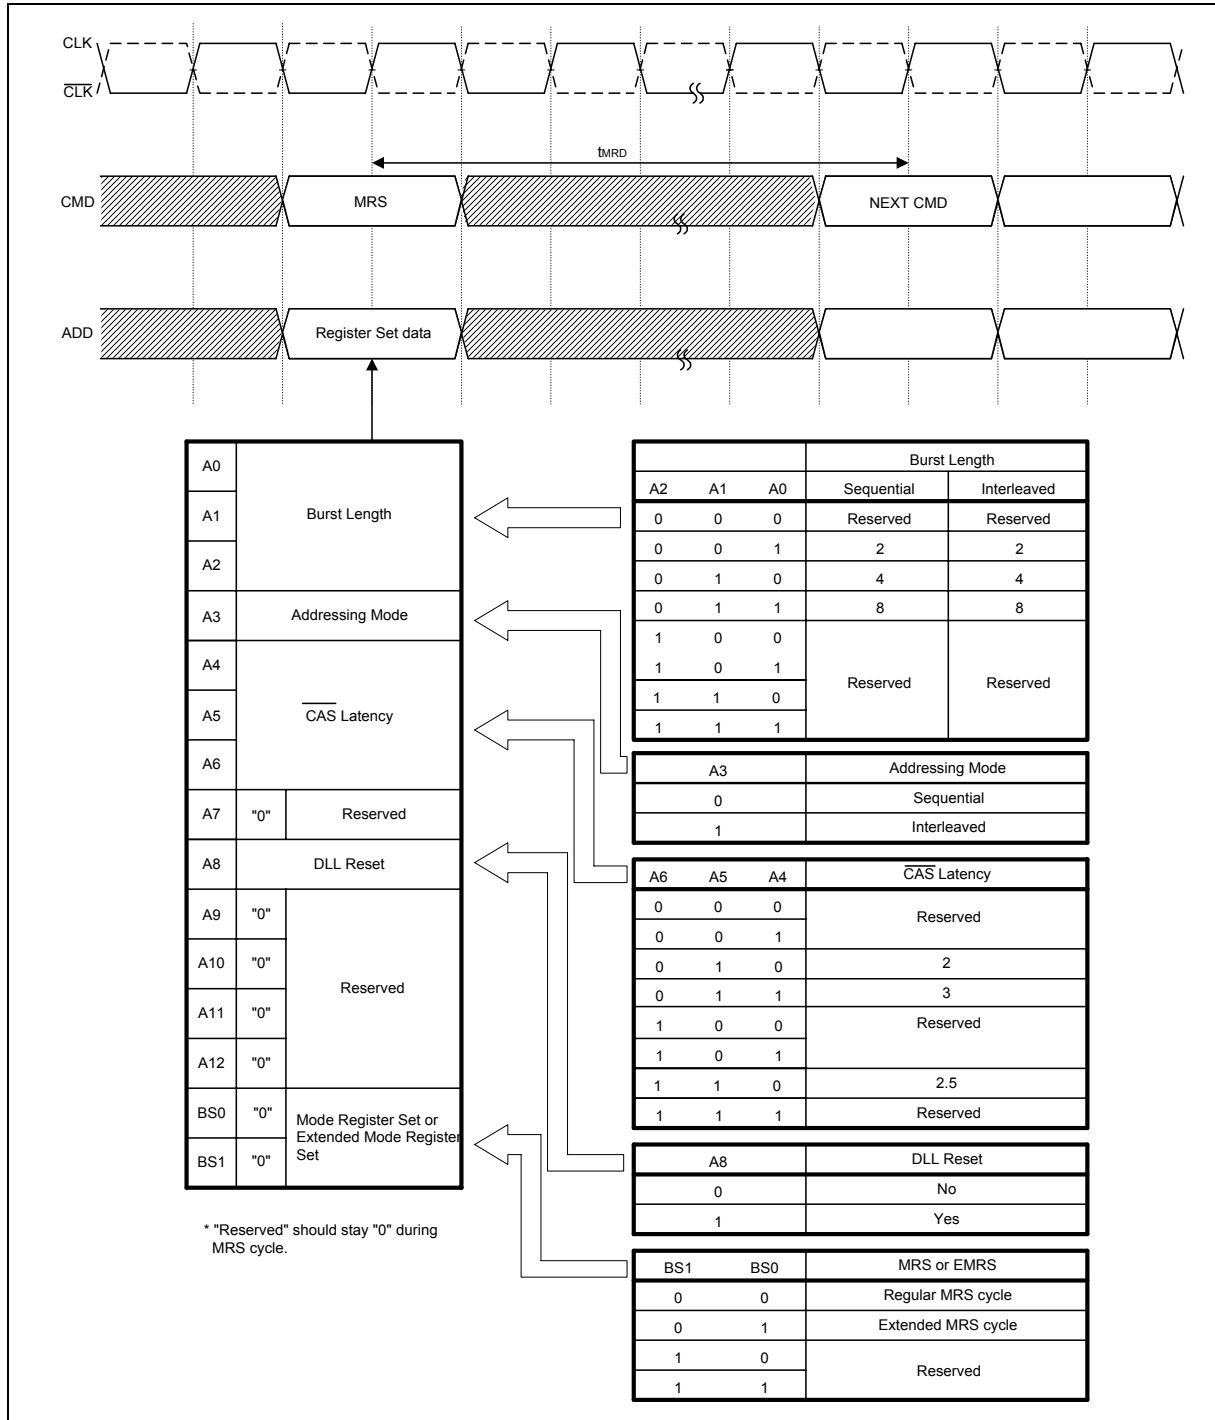 CLK
CLK
tMRD
CMD MRS NEXT CMD
ADD Register Set data
A0
A1 Burst Length
A2
A3 Addressing Mode
A4
A5 CAS Latency
A6
A7 "0" Reserved
A8 DLL Reset
A9 "0"
A10 "0"
Reserved
A11 "0"
A12 "0"
BS0 "0" Mode Register Set or
Extended Mode Register
BS1 "0" Set
* "Reserved" should stay "0" during
MRS cycle.
Burst Length
A2 A1 A0 Sequential Interleaved
0 0 0 Reserved Reserved
0 0 1 2 2
0 1 0 4 4
0 1 1 8 8
1 0 0
1 0 1
Reserved Reserved
1 1 0
1 1 1
A3 Addressing Mode
0 Sequential
1 Interleaved
A6 A5 A4 CAS Latency
0 0 0
Reserved
0 0 1
0 1 0 2
0 1 1 3
1 0 0 Reserved
1 0 1
1 1 0 2.5
1 1 1 Reserved
A8 DLL Reset
0 No
1 Yes
BS1 BS0 MRS or EMRS
0 0 Regular MRS cycle
0 1 Extended MRS cycle
1 0
Reserved
1 1